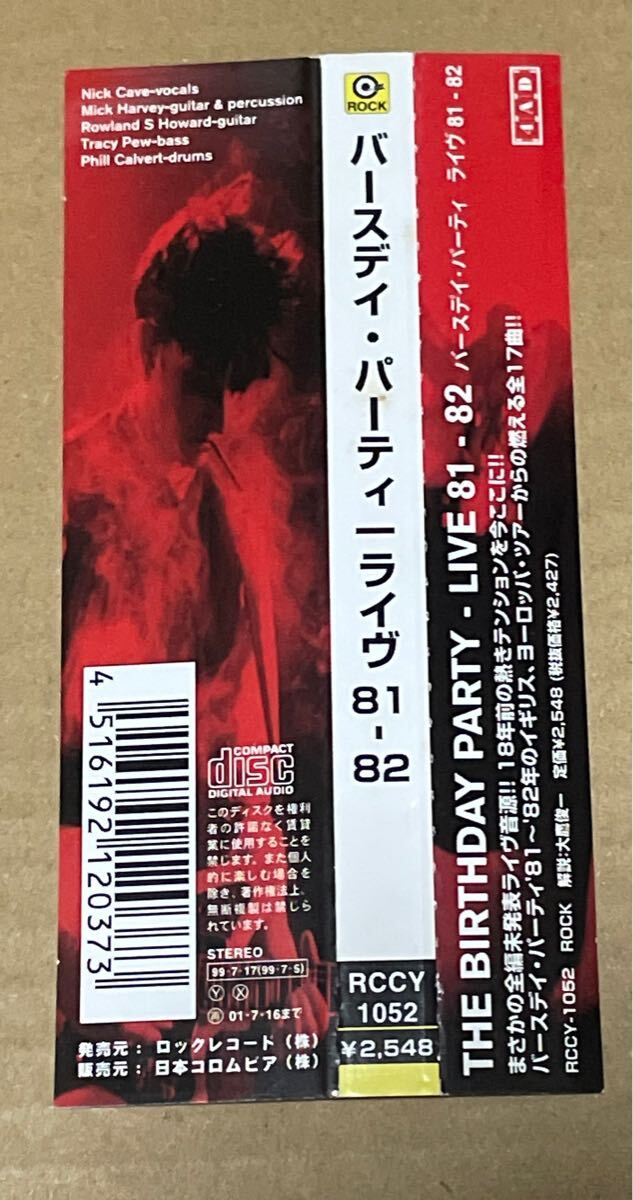 Nick Cave-vocals
Mick Harvey-guitar & percussion
Rowland S Howard-guitar
Tracy Pew-bass
Phill Calvert-drums
4 516192 120373
COMPACT
disc
DIGITAL AUDIO
このディスクを権利
者の許諾なく賃貸
業に使用することを
禁じます。また個人
的に楽しむ場合を
除き、著作権法上、
無断複製は禁じら
れています。
STEREO
99・7・17(99・7・S)
Y X
再 01・7・16まで
発売元：ロックレコード（株）
販売元：日本コロムビア（株）
ROCK
バースデイ・パーティーライヴ 81-82
RCCY
1052
¥2,548
4AD
THE BIRTHDAY PARTY - LIVE 81 - 82 バースデイ・パーティ ライヴ 81 - 82
まさかの全編未発表ライヴ音源!! 18年前の熱きテンションを今ここに!!
バースデイ・パーティ'81〜'82年のイギリス、ヨーロッパ・ツアーからの燃える全17曲!!
RCCY-1052 ROCK 解説:大鷹俊一 定価¥2,548 (税抜価格¥2,427)